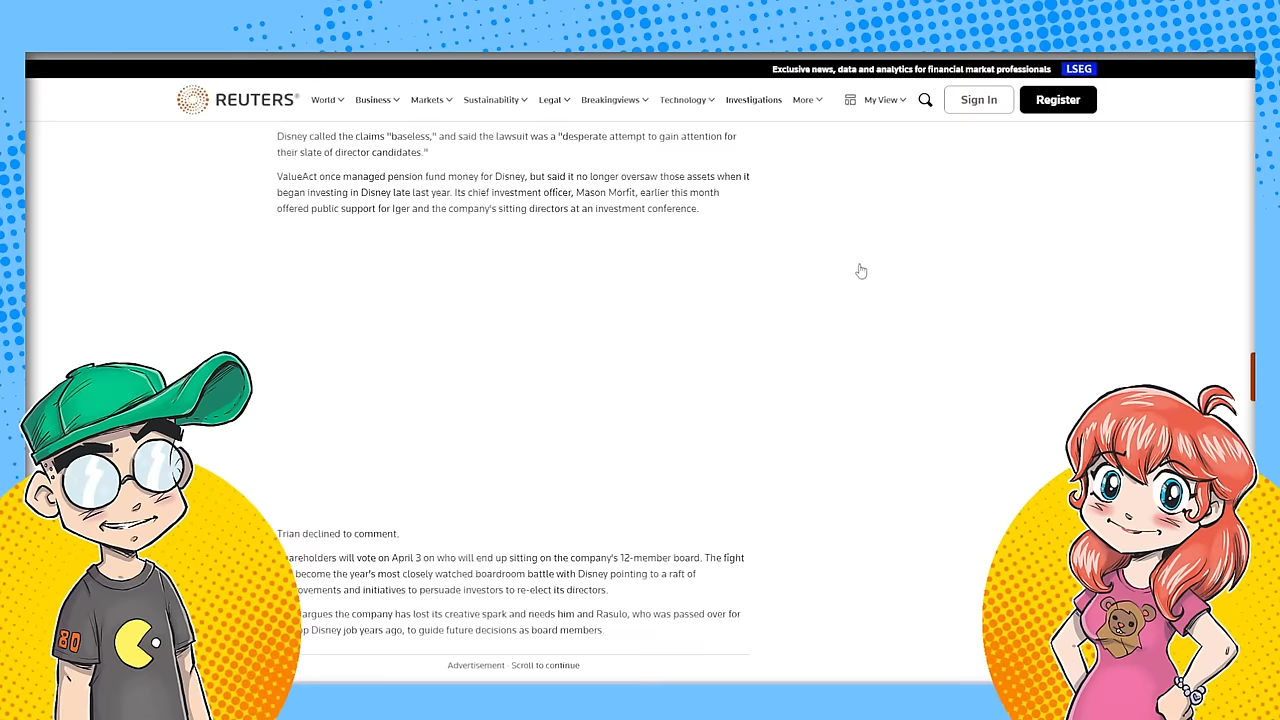 Exclusive news, data and analytics for financial market professionals LSEG
REUTERS® World Business Markets Sustainability Legal Breakingviews Technology Investigations More My View Sign In Register
Disney called the claims "baseless," and said the lawsuit was a "desperate attempt to gain attention for
their slate of director candidates."
ValueAct once managed pension fund money for Disney, but said it no longer oversaw those assets when it
began investing in Disney late last year. Its chief investment officer, Mason Morfit, earlier this month
offered public support for Iger and the company's sitting directors at an investment conference.
Trian declined to comment.
areholders will vote on April 3 on who will end up sitting on the company's 12-member board. The fight
become the year's most closely watched boardroom battle with Disney pointing to a raft of
ovements and initiatives to persuade investors to re-elect its directors.
argues the company has lost its creative spark and needs him and Rasulo, who was passed over for
op Disney job years ago, to guide future decisions as board members.
Advertisement · Scroll to continue
80